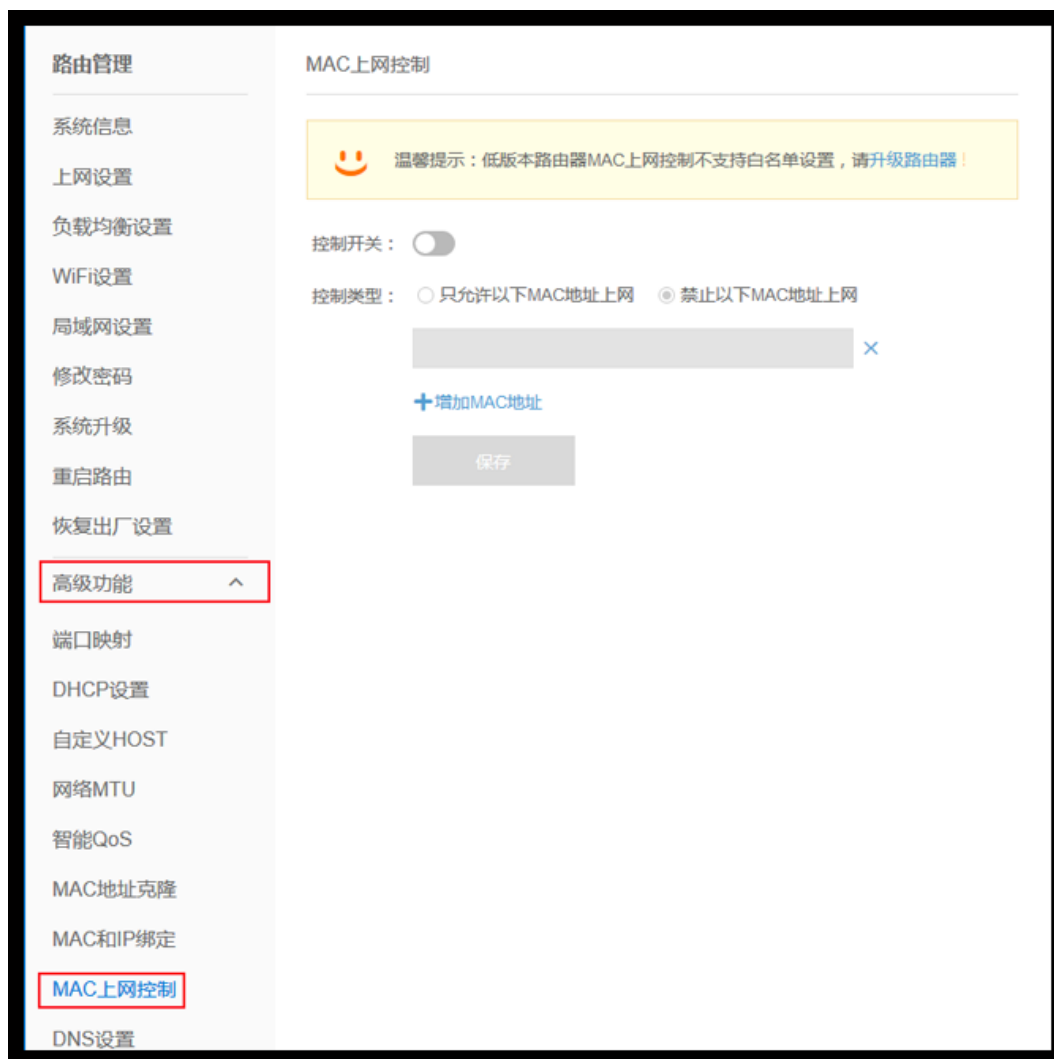 路由管理
系统信息
上网设置
负载均衡设置
WiFi设置
局域网设置
修改密码
系统升级
重启路由
恢复出厂设置
高级功能
端口映射
DHCP设置
自定义HOST
网络MTU
智能QoS
MAC地址克隆
MAC和IP绑定
MAC上网控制
DNS设置
MAC上网控制
温馨提示：低版本路由器MAC上网控制不支持白名单设置，请升级路由器！
控制开关：
控制类型： 只允许以下MAC地址上网 禁止以下MAC地址上网
增加MAC地址
保存